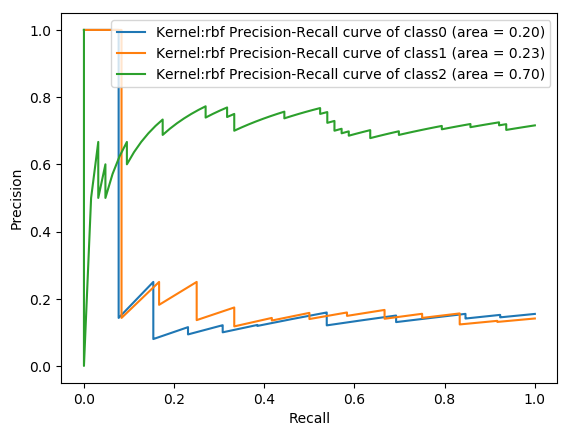 Kernel:rbf Precision-Recall curve of class0 (area = 0.20)
Kernel:rbf Precision-Recall curve of class1 (area = 0.23)
Kernel:rbf Precision-Recall curve of class2 (area = 0.70)
1.0
0.8
0.6
0.4
0.2
0.0
Precision
0.0 0.2 0.4 0.6 0.8 1.0
Recall